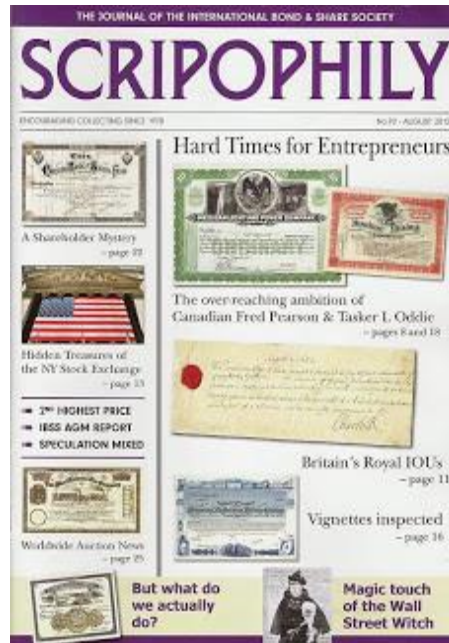 THE JOURNAL OF THE INTERNATIONAL BOND & SHARE SOCIETY
SCRIPOPHILY
ENCOURAGING COLLECTING SINCE 1978
AUGUST
Hard Times for Entrepreneurs
A Shareholder Mystery
– page 22
ORDINARY
The over-reaching ambition of
Canadian Fred Pearson & Tasker L Oddie
– pages 8 and 18
Hidden Treasures of
the NY Stock Exchange
– page 13
2ND HIGHEST PRICE
IBSS AGM REPORT
SPECULATION MIXED
Britain's Royal IOUs
– page 11
Vignettes inspected
– page 16
Worldwide Auction News
– page 25
But what do
we actually
do?
Magic touch
of the Wall
Street Witch